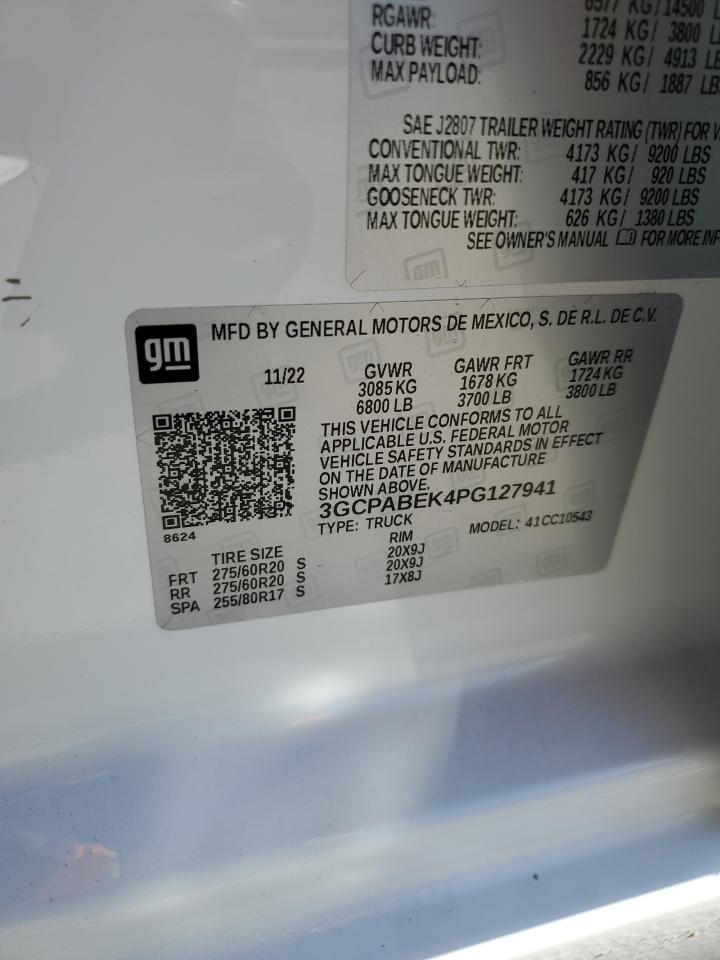 6577 KG/14500
RGAWR: 1724 KG/ 3800 LB
CURB WEIGHT: 2229 KG/ 4913 LB
MAX PAYLOAD: 856 KG/ 1887 LB
SAE J2807 TRAILER WEIGHT RATING (TWR) FOR
CONVENTIONAL TWR: 4173 KG/ 9200 LBS
MAX TONGUE WEIGHT: 417 KG/ 920 LBS
GOOSENECK TWR: 4173 KG/ 9200 LBS
MAX TONGUE WEIGHT: 626 KG/ 1380 LBS
SEE OWNER'S MANUAL FOR MORE INF
gm
gm MFD BY GENERAL MOTORS DE MEXICO, S. DE R.L. DE C.V.
11/22 GVWR GAWR FRT GAWR RR
3085 KG 1678 KG 1724 KG
6800 LB 3700 LB 3800 LB
THIS VEHICLE CONFORMS TO ALL
APPLICABLE U.S. FEDERAL MOTOR
VEHICLE SAFETY STANDARDS IN EFFECT
ON THE DATE OF MANUFACTURE
SHOWN ABOVE.
3GCPABEK4PG127941
8624 TYPE: TRUCK MODEL: 41CC10543
TIRE SIZE RIM
FRT 275/60R20 S 20X9J
RR 275/60R20 S 20X9J
SPA 255/80R17 S 17X8J